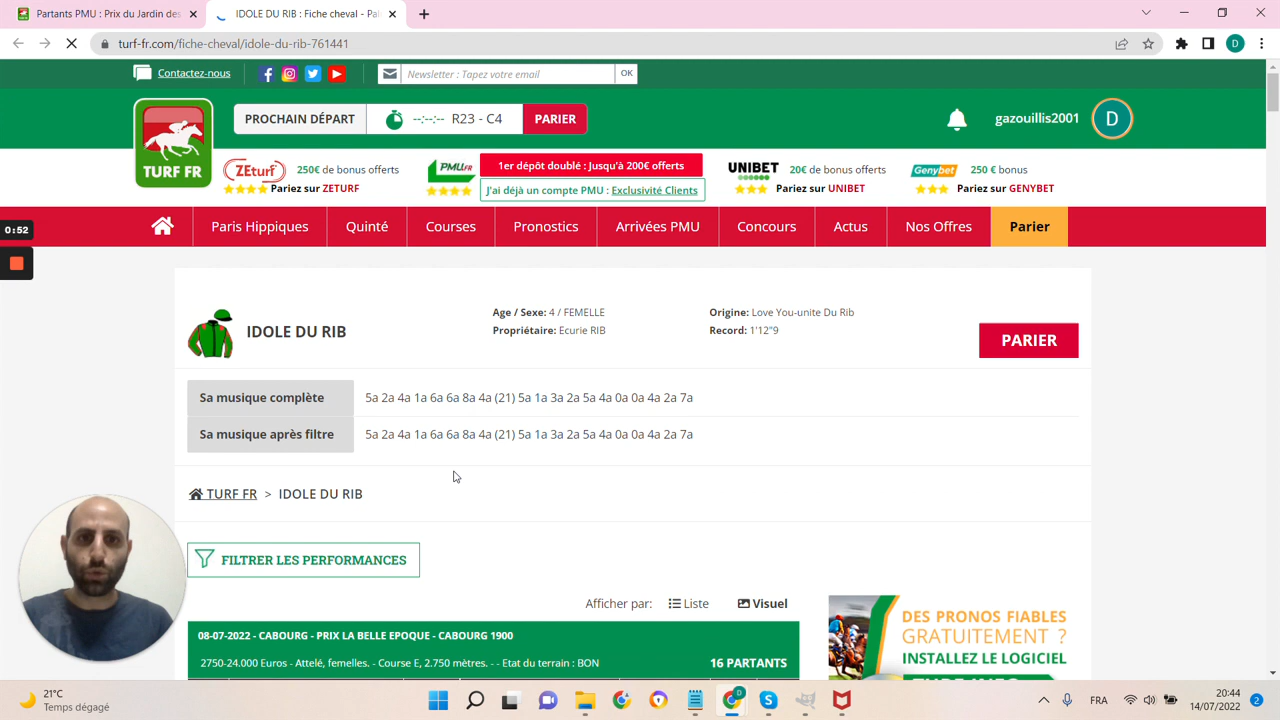 Partants PMU : Prix du Jardin des
IDOLE DU RIB : Fiche cheval - Pa
turf-fr.com/fiche-cheval/idole-du-rib-761441
D
Contactez-nous
Newsletter : Tapez votre email
OK
TURF FR
PROCHAIN DÉPART
--:--:-- R23 - C4
PARIER
gazouillis2001
D
ZEturf
250€ de bonus offerts
Pariez sur ZETURF
PMU.FR
1er dépôt doublé : Jusqu'à 200€ offerts
J'ai déjà un compte PMU : Exclusivité Clients
UNIBET
20€ de bonus offerts
Pariez sur UNIBET
Genybet
250 € bonus
Pariez sur GENYBET
Paris Hippiques
Quinté
Courses
Pronostics
Arrivées PMU
Concours
Actus
Nos Offres
Parier
0:52
IDOLE DU RIB
Age / Sexe: 4 / FEMELLE
Propriétaire: Ecurie RIB
Origine: Love You-unite Du Rib
Record: 1'12"9
PARIER
Sa musique complète
5a 2a 4a 1a 6a 6a 8a 4a (21) 5a 1a 3a 2a 5a 4a 0a 0a 4a 2a 7a
Sa musique après filtre
5a 2a 4a 1a 6a 6a 8a 4a (21) 5a 1a 3a 2a 5a 4a 0a 0a 4a 2a 7a
TURF FR > IDOLE DU RIB
FILTRER LES PERFORMANCES
Afficher par: Liste Visuel
08-07-2022 - CABOURG - PRIX LA BELLE EPOQUE - CABOURG 1900
2750-24.000 Euros - Attelé, femelles. - Course E, 2.750 mètres. - - Etat du terrain : BON
16 PARTANTS
DES PRONOS FIABLES
GRATUITEMENT ?
INSTALLEZ LE LOGICIEL
21°C
Temps dégagé
D
FRA
20:44
14/07/2022
2